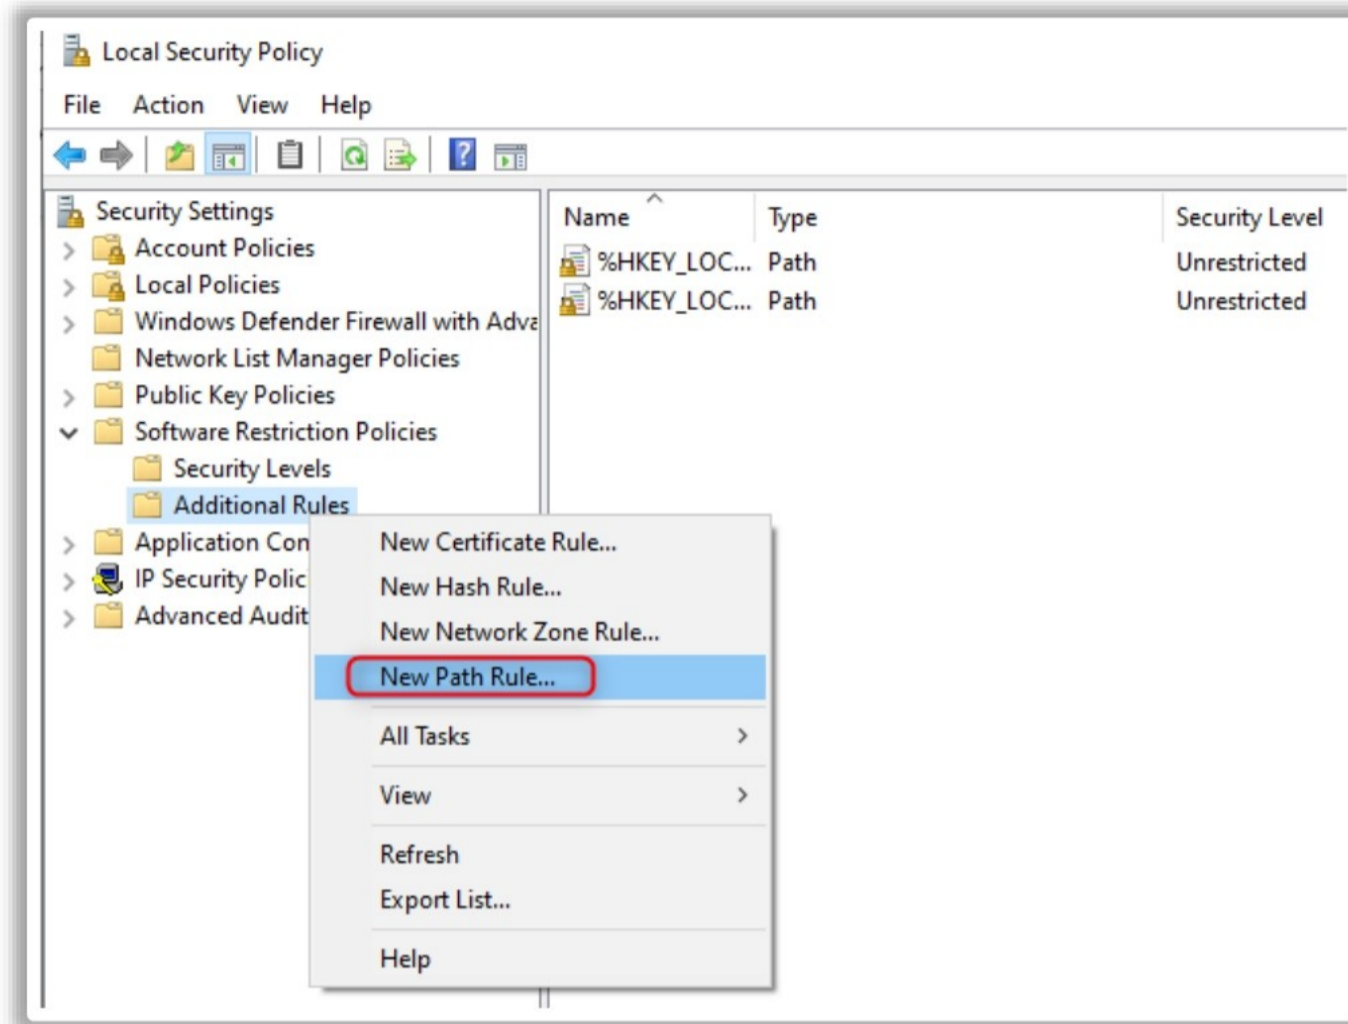 Local Security Policy
File Action View Help
Security Settings
Account Policies
Local Policies
Windows Defender Firewall with Adva
Network List Manager Policies
Public Key Policies
Software Restriction Policies
Security Levels
Additional Rules
Application Con
IP Security Polic
Advanced Audit
Name Type Security Level
%HKEY_LOC... Path Unrestricted
%HKEY_LOC... Path Unrestricted
New Certificate Rule...
New Hash Rule...
New Network Zone Rule...
New Path Rule...
All Tasks
View
Refresh
Export List...
Help